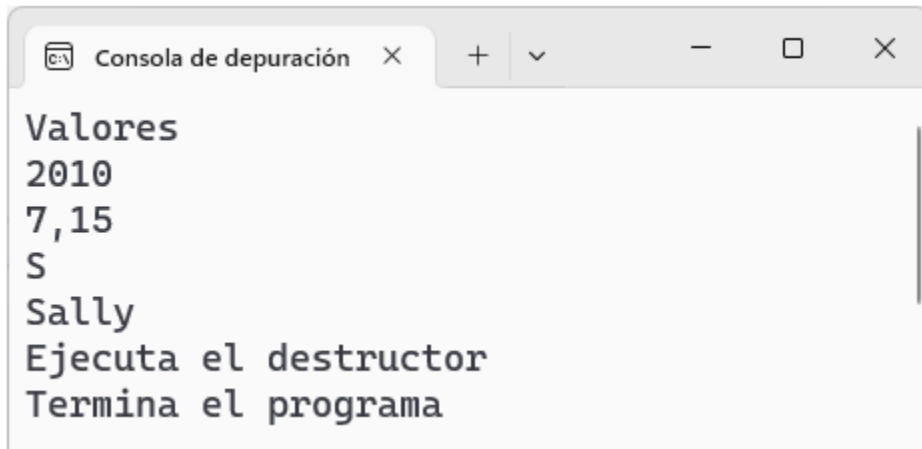 Consola de depuración
Valores
2010
7,15
S
Sally
Ejecuta el destructor
Termina el programa